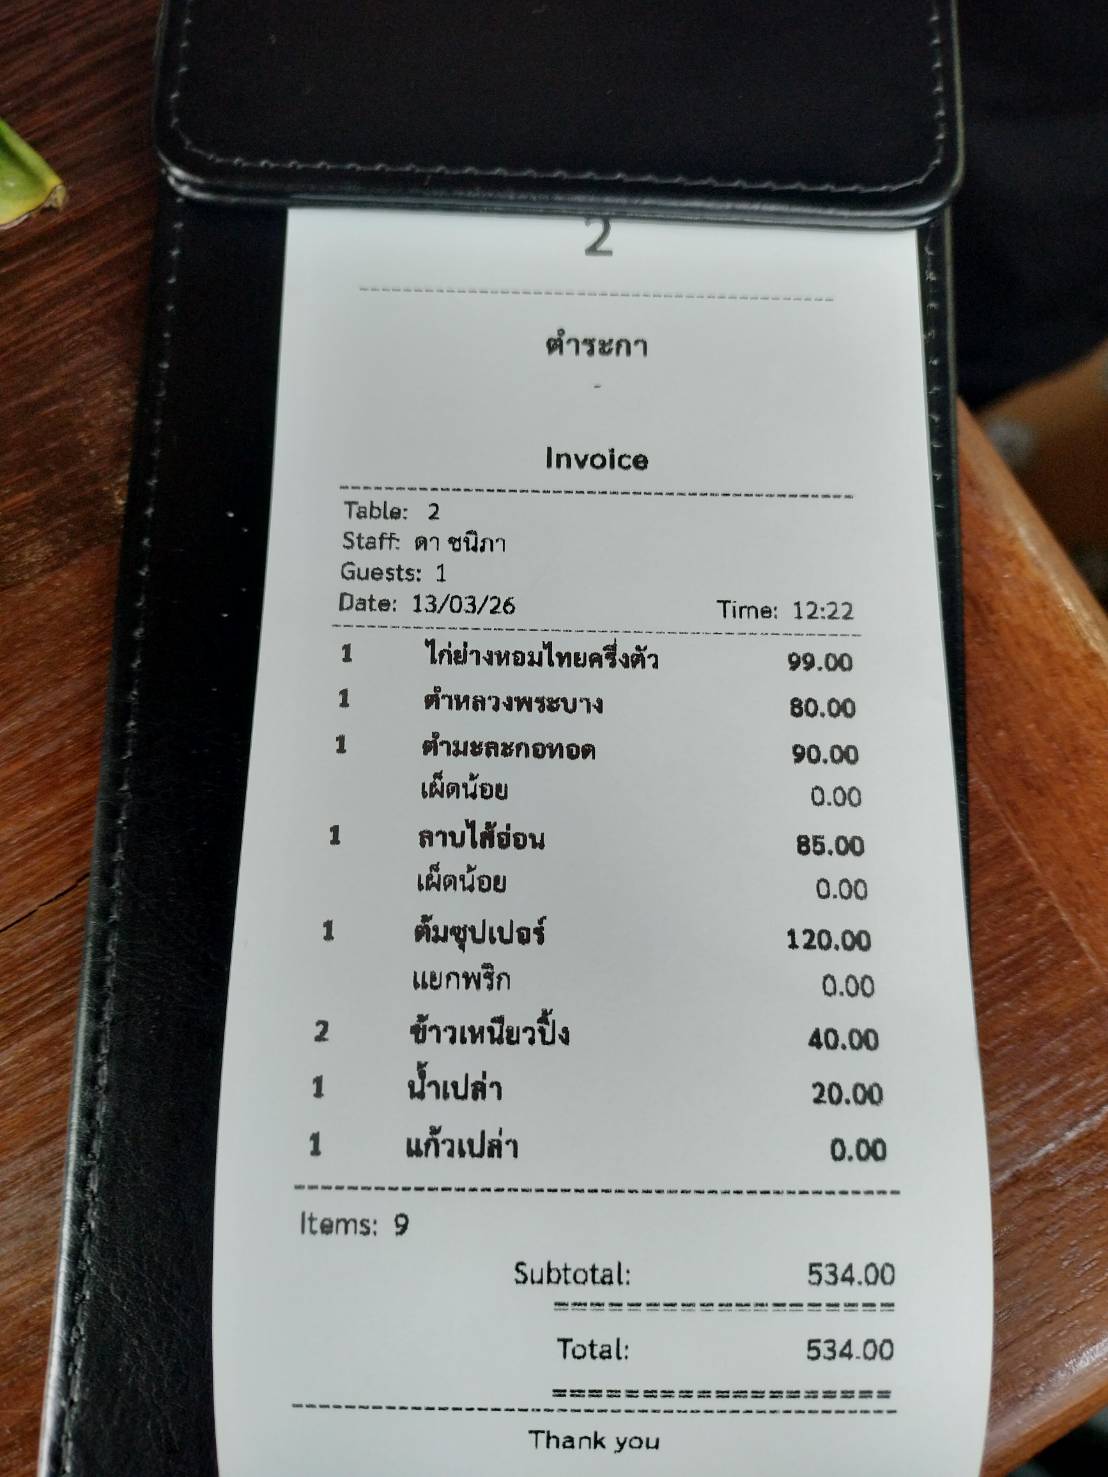 2
ตำระกา
-
Invoice
Table: 2
Staff: ดา ชนิภา
Guests: 1
Date: 13/03/26 Time: 12:22
1 ไก่ย่างหอมไทยครึ่งตัว 99.00
1 ตำหลวงพระบาง 80.00
1 ตำมะละกอทอด 90.00
เผ็ดน้อย 0.00
1 ลาบไส้อ่อน 85.00
เผ็ดน้อย 0.00
1 ต้มซุปเปอร์ 120.00
แยกพริก 0.00
2 ข้าวเหนียวปิ้ง 40.00
1 น้ำเปล่า 20.00
1 แก้วเปล่า 0.00
Items: 9
Subtotal: 534.00
Total: 534.00
Thank you